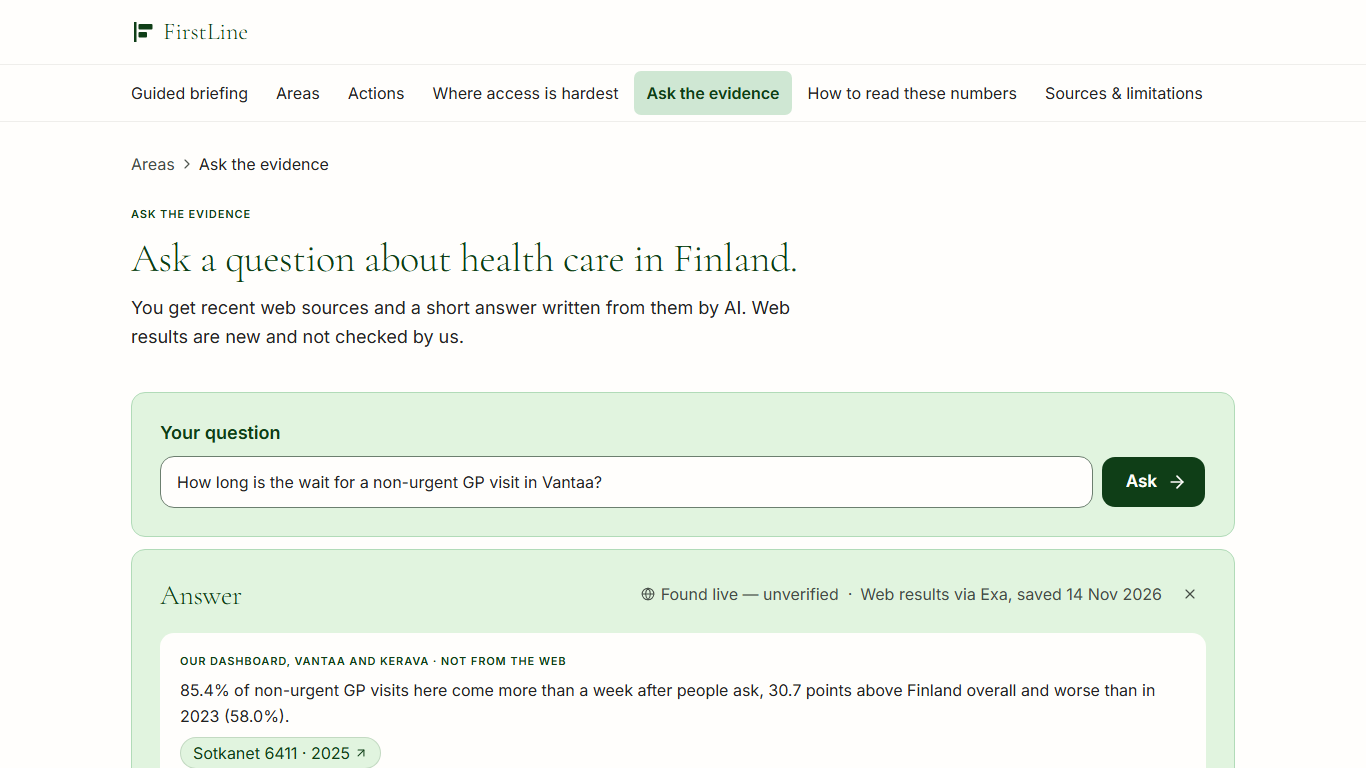 FirstLine
Guided briefing
Areas
Actions
Where access is hardest
Ask the evidence
How to read these numbers
Sources & limitations
Areas > Ask the evidence
ASK THE EVIDENCE
Ask a question about health care in Finland.
You get recent web sources and a short answer written from them by AI. Web
results are new and not checked by us.
Your question
How long is the wait for a non-urgent GP visit in Vantaa?
Ask →
Answer
Found live — unverified · Web results via Exa, saved 14 Nov 2026 ×
OUR DASHBOARD, VANTAA AND KERAVA · NOT FROM THE WEB
85.4% of non-urgent GP visits here come more than a week after people ask, 30.7 points above Finland overall and worse than in
2023 (58.0%).
Sotkanet 6411 · 2025 ↗